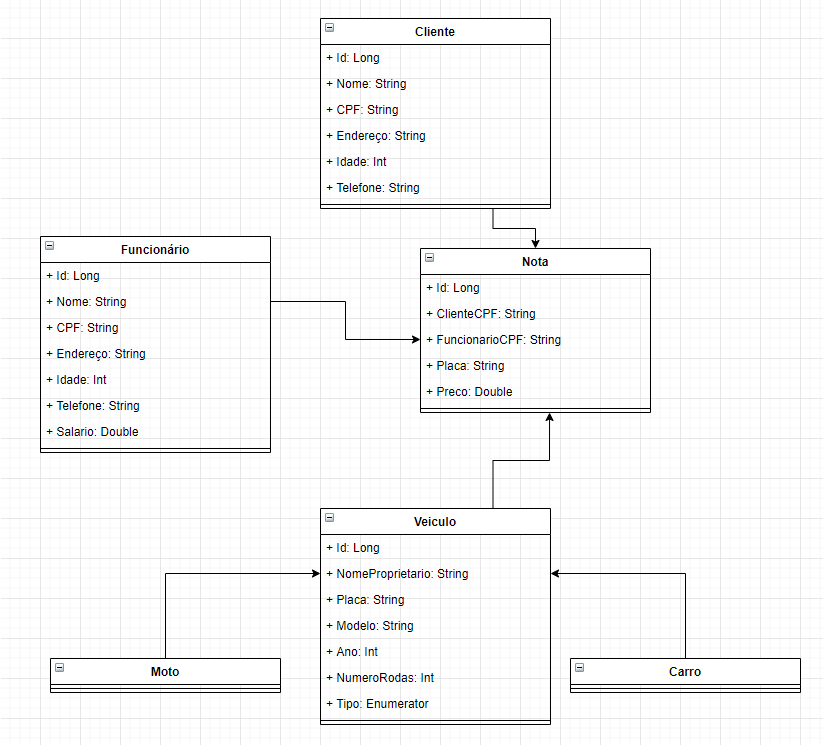 Cliente
+ Id: Long
+ Nome: String
+ CPF: String
+ Endereço: String
+ Idade: Int
+ Telefone: String
Funcionário
+ Id: Long
+ Nome: String
+ CPF: String
+ Endereço: String
+ Idade: Int
+ Telefone: String
+ Salario: Double
Nota
+ Id: Long
+ ClienteCPF: String
+ FuncionarioCPF: String
+ Placa: String
+ Preco: Double
Veiculo
+ Id: Long
+ NomeProprietario: String
+ Placa: String
+ Modelo: String
+ Ano: Int
+ NumeroRodas: Int
+ Tipo: Enumerator
Moto
Carro